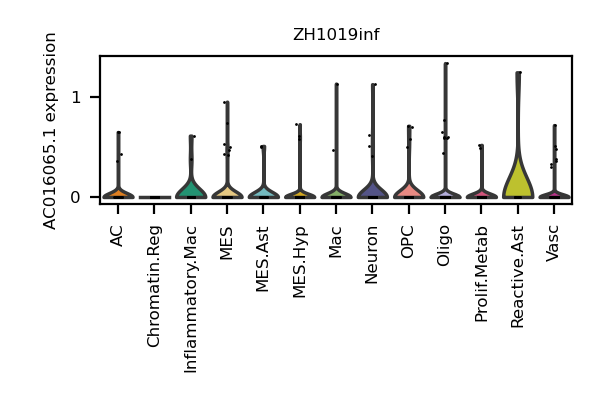 ZH1019inf
AC016065.1 expression
1
0
AC
Chromatin.Reg
Inflammatory.Mac
MES
MES.Ast
MES.Hyp
Mac
Neuron
OPC
Oligo
Prolif.Metab
Reactive.Ast
Vasc